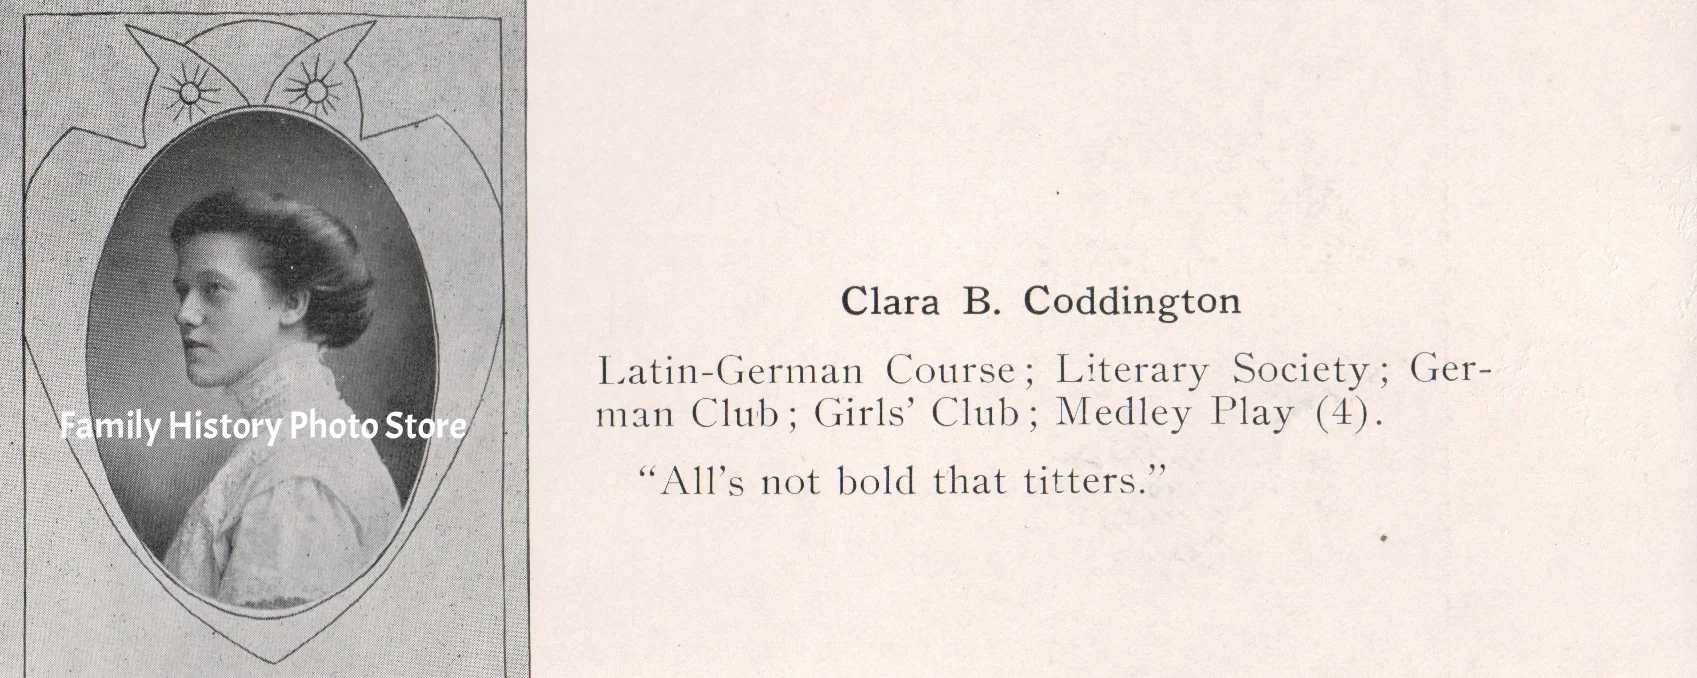 Family History Photo Store
Clara B. Coddington
Latin-German Course; Literary Society; Ger-
man Club; Girls' Club; Medley Play (4).
"All's not bold that titters."